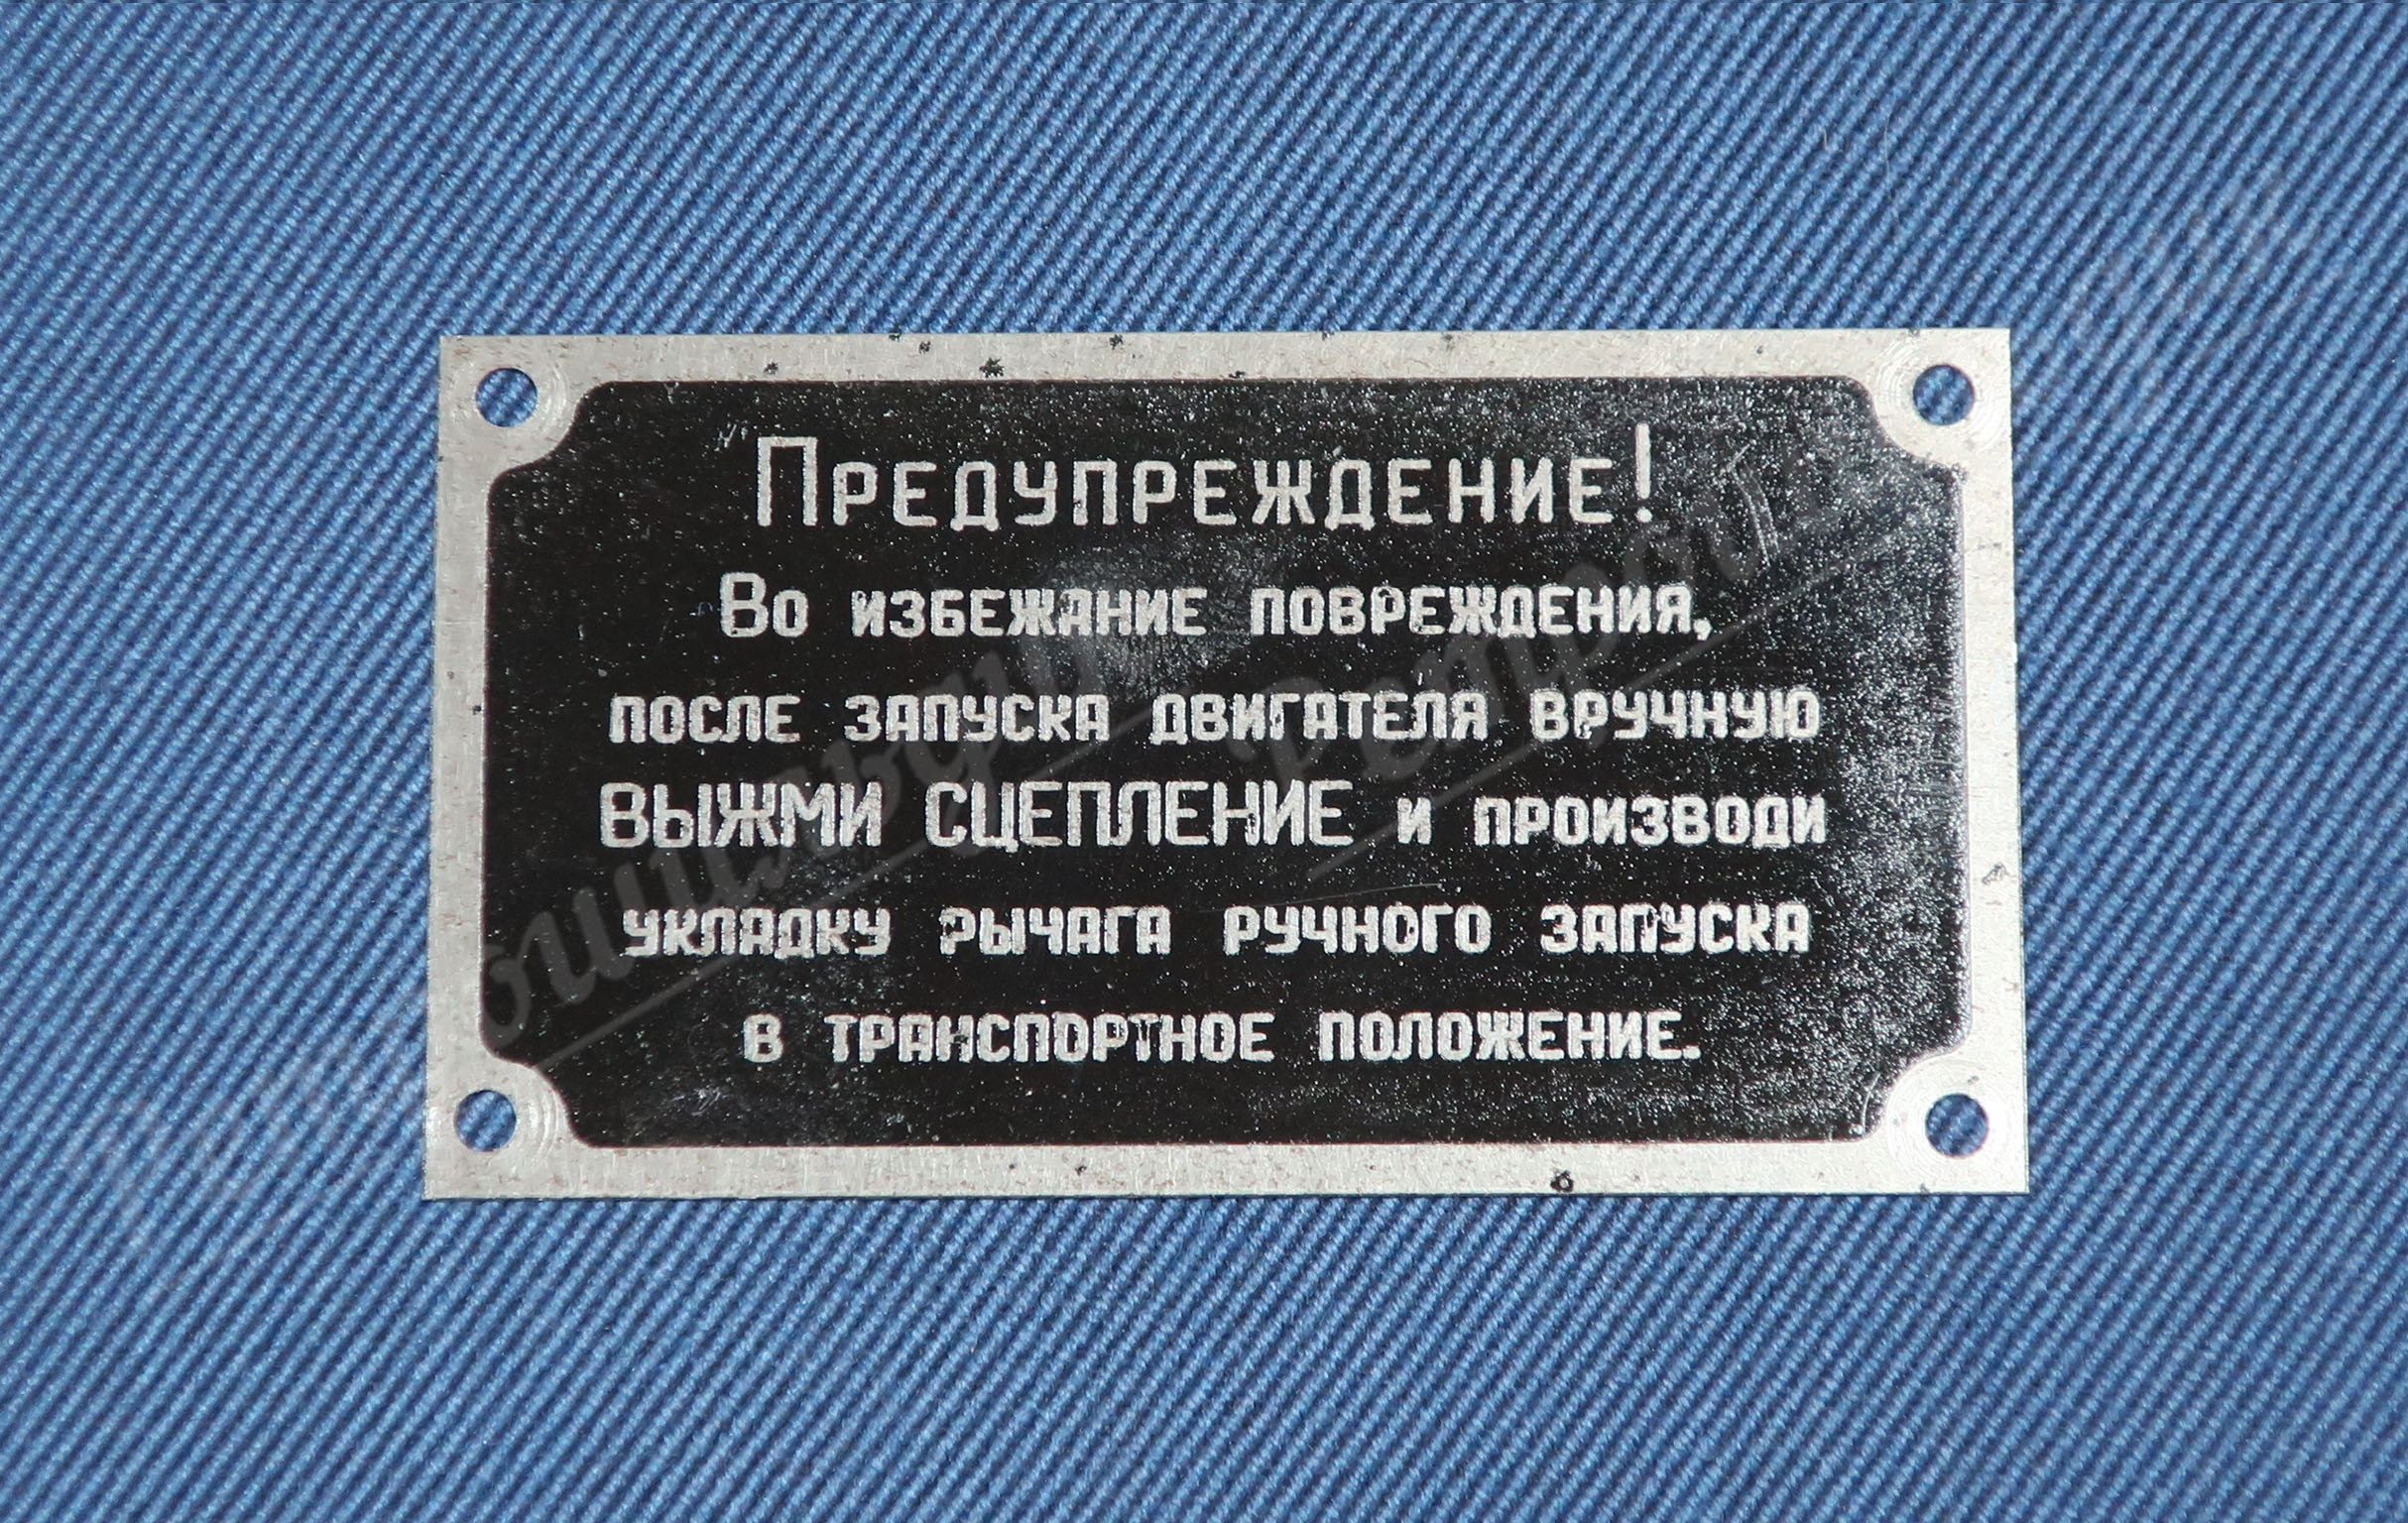 Предупреждение!
Во избежание повреждения,
после запуска двигателя вручную
ВЫЖМИ СЦЕПЛЕНИЕ и производи
укладку рычага ручного запуска
в транспортное положение.